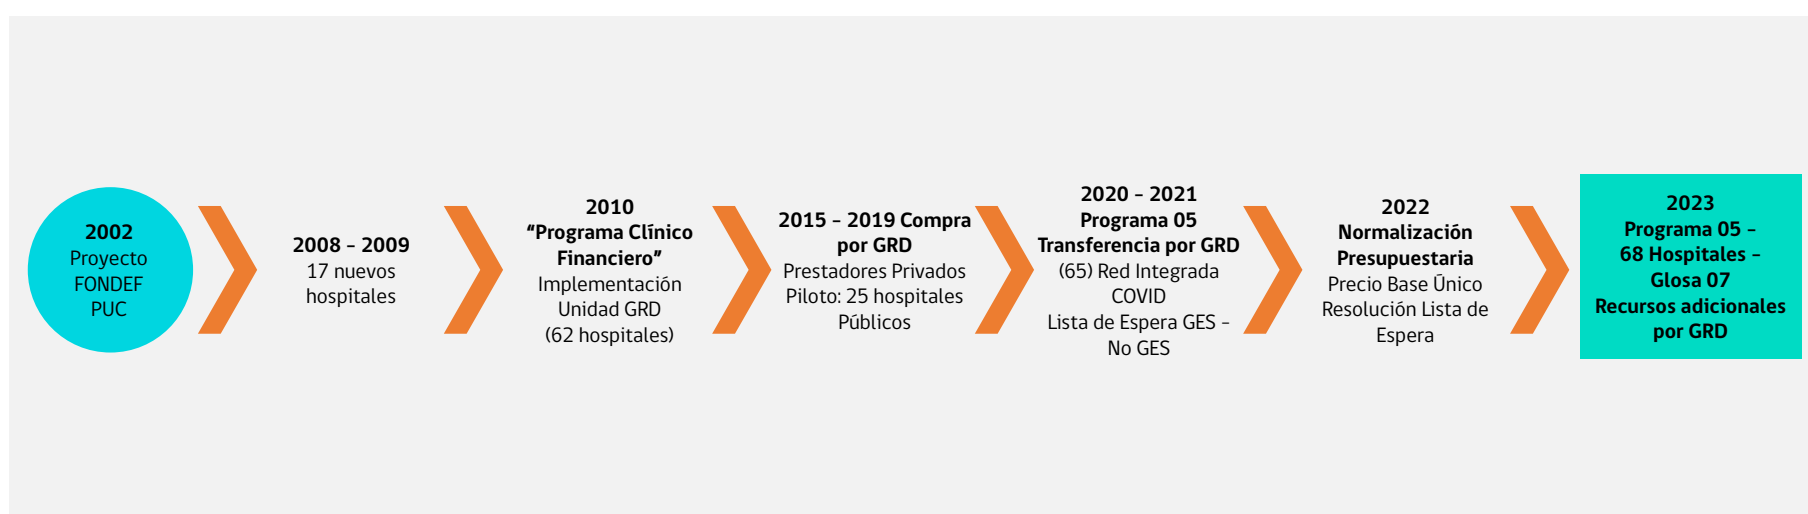 2002
Proyecto
FONDEF
PUC
2008 – 2009
17 nuevos
hospitales
2010
“Programa Clínico
Financiero”
Implementación
Unidad GRD
(62 hospitales)
2015 – 2019 Compra
por GRD
Prestadores Privados
Piloto: 25 hospitales
Públicos
2020 – 2021
Programa 05
Transferencia por GRD
(65) Red Integrada
COVID
Lista de Espera GES –
No GES
2022
Normalización
Presupuestaria
Precio Base Único
Resolución Lista de
Espera
2023
Programa 05 –
68 Hospitales –
Glosa 07
Recursos adicionales
por GRD